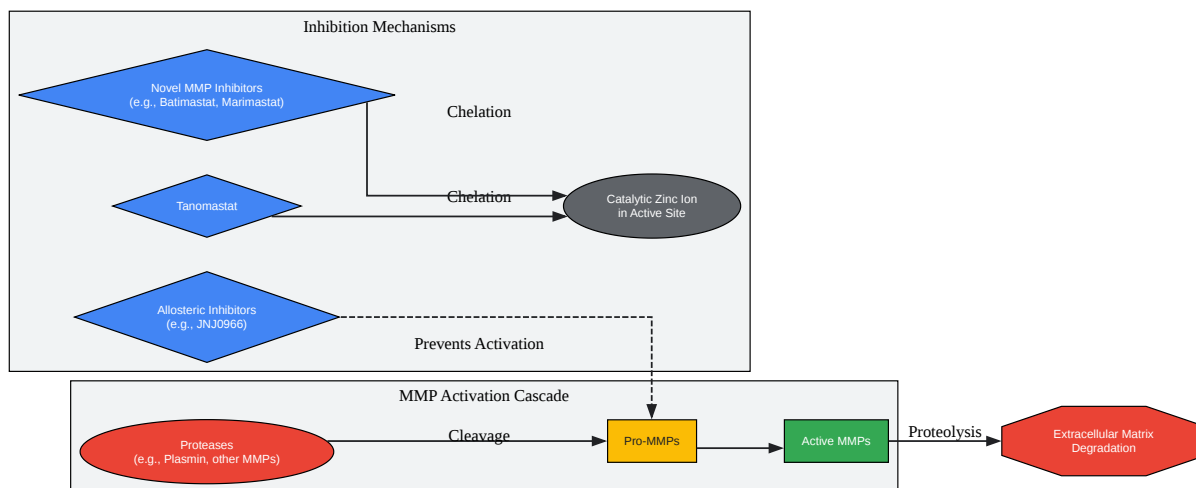 Inhibition Mechanisms
Novel MMP Inhibitors
(e.g., Batimastat, Marimastat)
Chelation
Tanomastat
Chelation
Catalytic Zinc Ion
in Active Site
Allosteric Inhibitors
(e.g., JNJ0966)
Prevents Activation
MMP Activation Cascade
Proteases
(e.g., Plasmin, other MMPs)
Cleavage
Pro-MMPs
Active MMPs
Proteolysis
Extracellular Matrix
Degradation